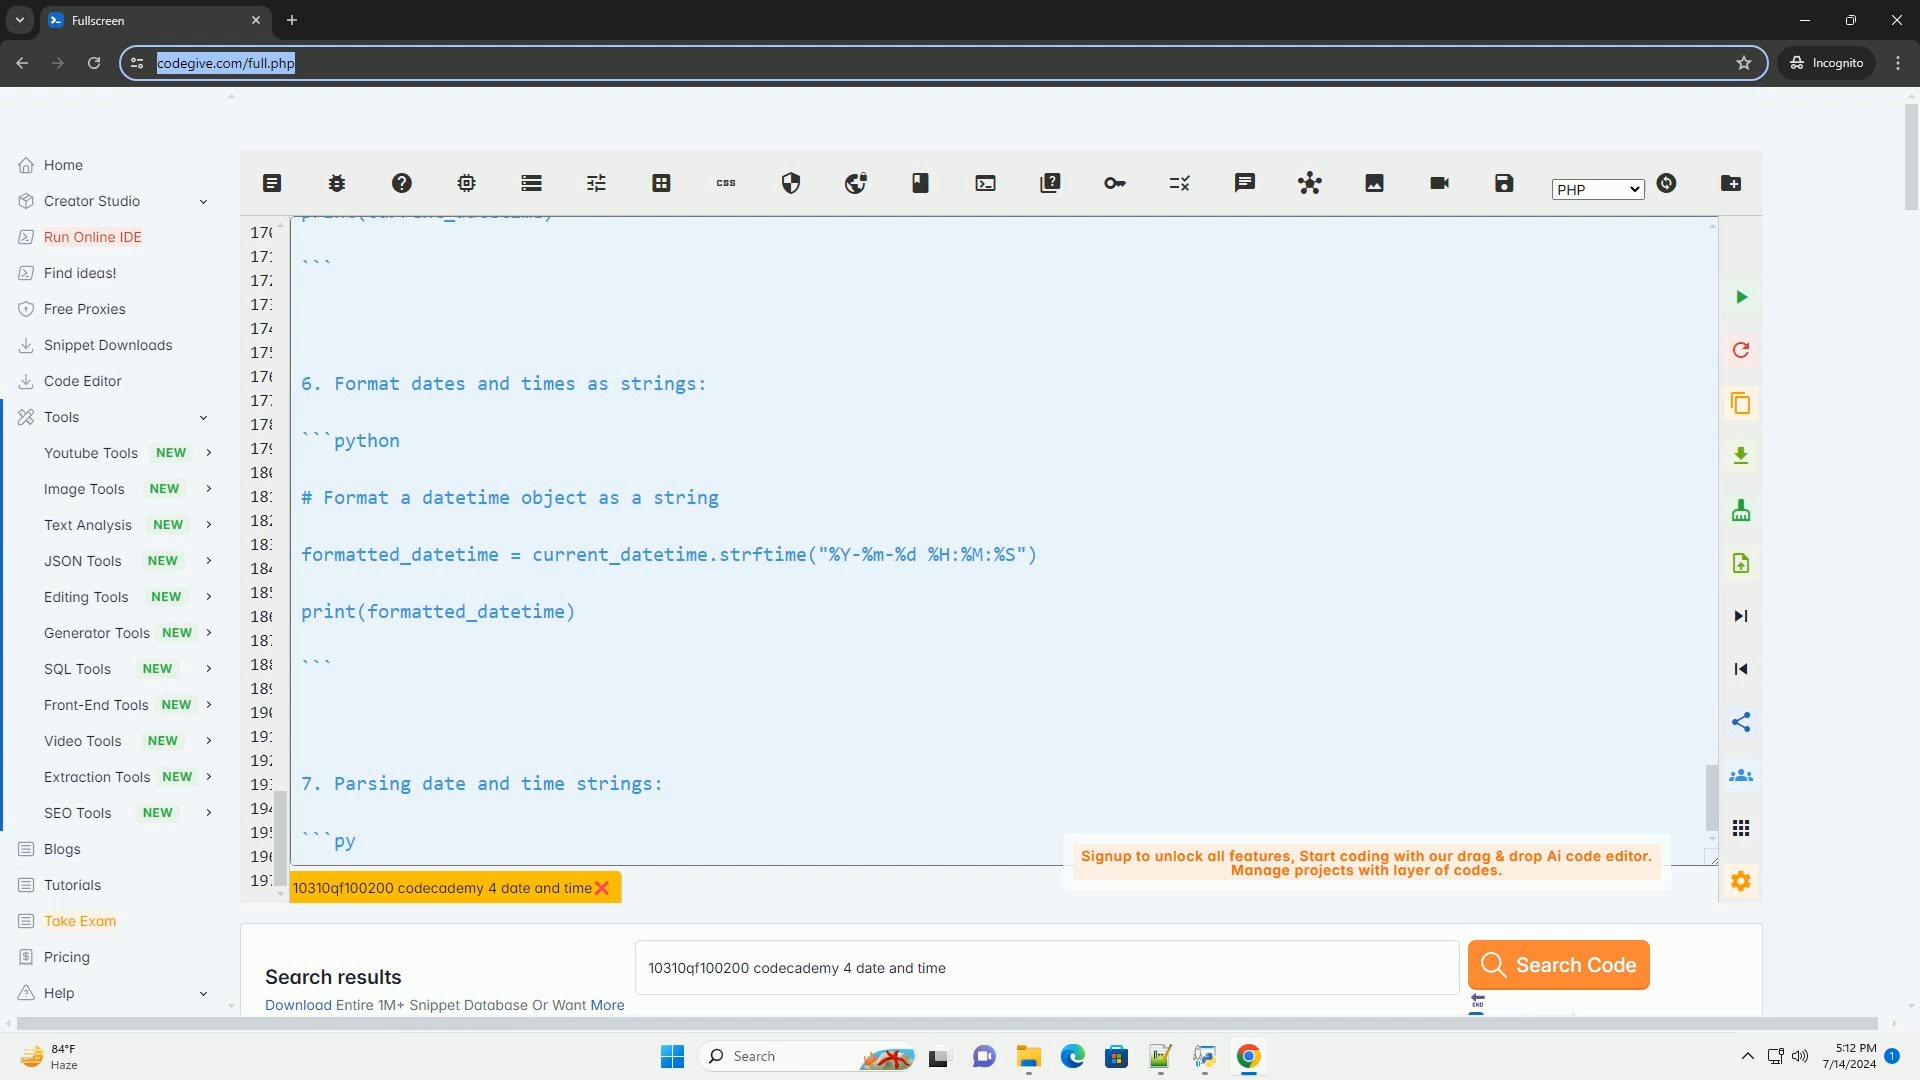 Fullscreen
codegive.com/full.php
Incognito
Home
Creator Studio
Run Online IDE
Find ideas!
Free Proxies
Snippet Downloads
Code Editor
Tools
Youtube Tools NEW
Image Tools NEW
Text Analysis NEW
JSON Tools NEW
Editing Tools NEW
Generator Tools NEW
SQL Tools NEW
Front-End Tools NEW
Video Tools NEW
Extraction Tools NEW
SEO Tools NEW
Blogs
Tutorials
Take Exam
Pricing
Help
css
PHP
```
6. Format dates and times as strings:
```python
# Format a datetime object as a string
formatted_datetime = current_datetime.strftime("%Y-%m-%d %H:%M:%S")
print(formatted_datetime)
```
7. Parsing date and time strings:
```py
Signup to unlock all features, Start coding with our drag & drop Ai code editor.
Manage projects with layer of codes.
10310qf100200 codecademy 4 date and time
Search results
10310qf100200 codecademy 4 date and time
Search Code
Download Entire 1M+ Snippet Database Or Want More
END
84°F
Haze
Search
5:12 PM
7/14/2024
1